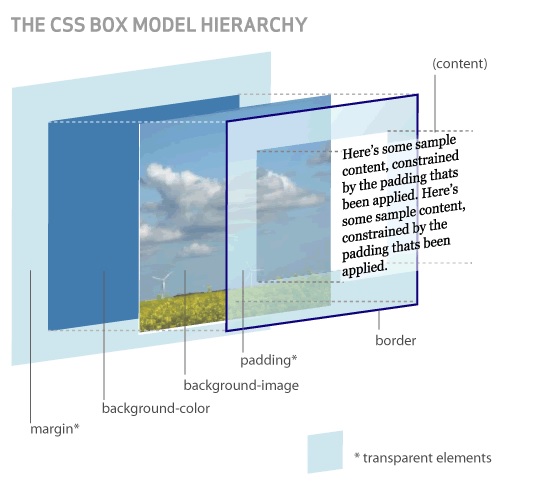 THE CSS BOX MODEL HIERARCHY
(content)
Here's some sample
content, constrained
by the padding thats
been applied. Here's
some sample content,
constrained by the
padding thats been
applied.
border
padding*
background-image
background-color
margin*
* transparent elements